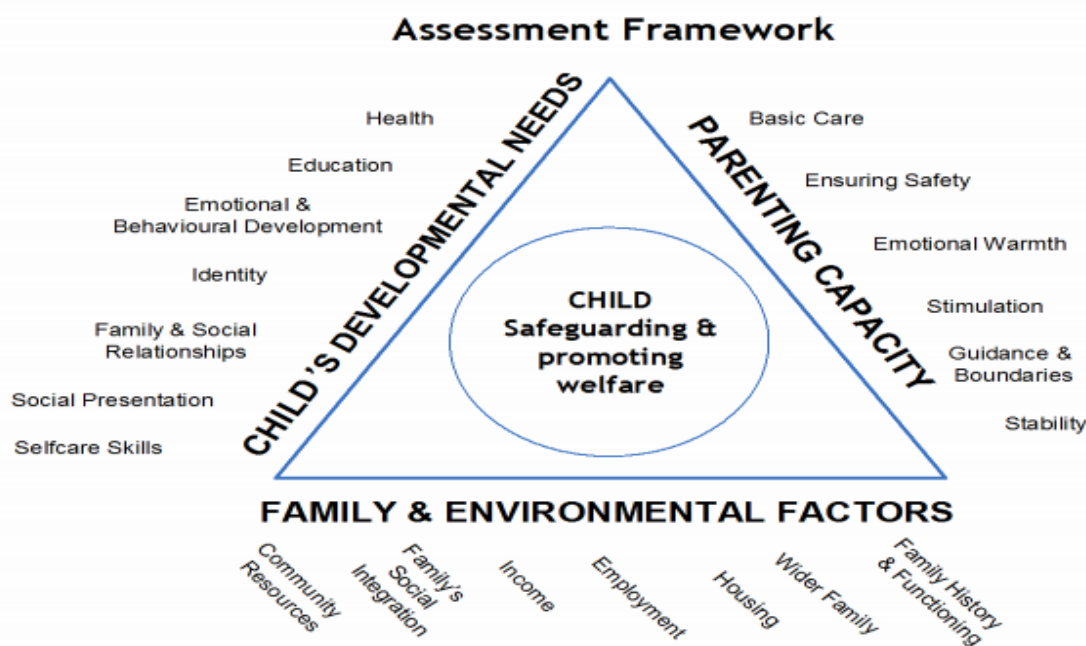 Assessment Framework
CHILD'S DEVELOPMENTAL NEEDS
Health
Education
Emotional &
Behavioural Development
Identity
Family & Social
Relationships
Social Presentation
Selfcare Skills
PARENTING CAPACITY
Basic Care
Ensuring Safety
Emotional Warmth
Stimulation
Guidance &
Boundaries
Stability
CHILD
Safeguarding &
promoting
welfare
FAMILY & ENVIRONMENTAL FACTORS
Community
Resources
Family's
Social
Integration
Income
Employment
Housing
Wider Family
Family History
& Functioning